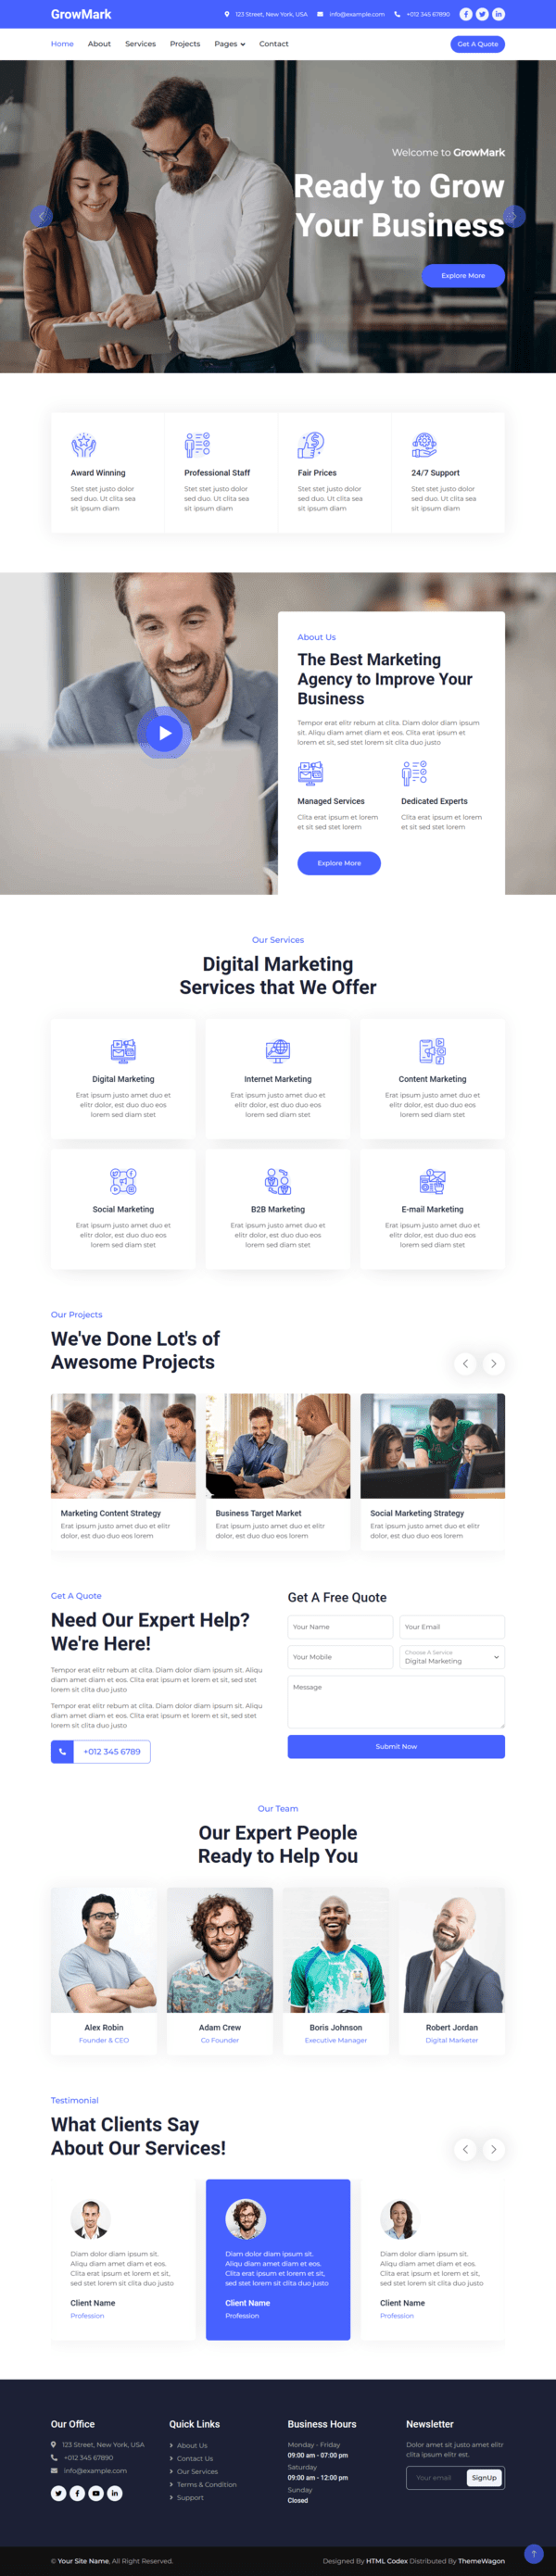 GrowMark
123 Street, New York, USA
info@example.com
+012 345 67890
Home
About
Services
Projects
Pages
Contact
Get A Quote
Welcome to GrowMark
Ready to Grow
Your Business
Explore More
Award Winning
Stet stet justo dolor
sed duo. Ut clita sea
sit ipsum diam
Professional Staff
Stet stet justo dolor
sed duo. Ut clita sea
sit ipsum diam
Fair Prices
Stet stet justo dolor
sed duo. Ut clita sea
sit ipsum diam
24/7 Support
Stet stet justo dolor
sed duo. Ut clita sea
sit ipsum diam
About Us
The Best Marketing
Agency to Improve Your
Business
Tempor erat elitr rebum at clita. Diam dolor diam ipsum
sit. Aliqu diam amet diam et eos. Clita erat ipsum et
lorem et sit, sed stet lorem sit clita duo justo
Managed Services
Clita erat ipsum et lorem
et sit sed stet lorem
Dedicated Experts
Clita erat ipsum et lorem
et sit sed stet lorem
Explore More
Our Services
Digital Marketing
Services that We Offer
Digital Marketing
Erat ipsum justo amet duo et
elitr dolor, est duo duo eos
lorem sed diam stet
Internet Marketing
Erat ipsum justo amet duo et
elitr dolor, est duo duo eos
lorem sed diam stet
Content Marketing
Erat ipsum justo amet duo et
elitr dolor, est duo duo eos
lorem sed diam stet
Social Marketing
Erat ipsum justo amet duo et
elitr dolor, est duo duo eos
lorem sed diam stet
B2B Marketing
Erat ipsum justo amet duo et
elitr dolor, est duo duo eos
lorem sed diam stet
E-mail Marketing
Erat ipsum justo amet duo et
elitr dolor, est duo duo eos
lorem sed diam stet
Our Projects
We've Done Lot's of
Awesome Projects
Marketing Content Strategy
Erat ipsum justo amet duo et elitr
dolor, est duo duo eos lorem
Business Target Market
Erat ipsum justo amet duo et elitr
dolor, est duo duo eos lorem
Social Marketing Strategy
Erat ipsum justo amet duo et elitr
dolor, est duo duo eos lorem
Get A Quote
Need Our Expert Help?
We're Here!
Tempor erat elitr rebum at clita. Diam dolor diam ipsum sit. Aliqu
diam amet diam et eos. Clita erat ipsum et lorem et sit, sed stet
lorem sit clita duo justo
Tempor erat elitr rebum at clita. Diam dolor diam ipsum sit. Aliqu
diam amet diam et eos. Clita erat ipsum et lorem et sit, sed stet
lorem sit clita duo justo
+012 345 6789
Get A Free Quote
Your Name
Your Email
Your Mobile
Choose A Service
Digital Marketing
Message
Submit Now
Our Team
Our Expert People
Ready to Help You
Alex Robin
Founder & CEO
Adam Crew
Co Founder
Boris Johnson
Executive Manager
Robert Jordan
Digital Marketer
Testimonial
What Clients Say
About Our Services!
Diam dolor diam ipsum sit.
Aliqu diam amet diam et eos.
Clita erat ipsum et lorem et sit,
sed stet lorem sit clita duo justo
Client Name
Profession
Diam dolor diam ipsum sit.
Aliqu diam amet diam et eos.
Clita erat ipsum et lorem et sit,
sed stet lorem sit clita duo justo
Client Name
Profession
Diam dolor diam ipsum sit.
Aliqu diam amet diam et eos.
Clita erat ipsum et lorem et sit,
sed stet lorem sit clita duo justo
Client Name
Profession
Our Office
123 Street, New York, USA
+012 345 67890
info@example.com
Quick Links
About Us
Contact Us
Our Services
Terms & Condition
Support
Business Hours
Monday - Friday
09:00 am - 07:00 pm
Saturday
09:00 am - 12:00 pm
Sunday
Closed
Newsletter
Dolor amet sit justo amet elitr
clita ipsum elitr est.
Your email
SignUp
© Your Site Name, All Right Reserved.
Designed By HTML Codex Distributed By ThemeWagon